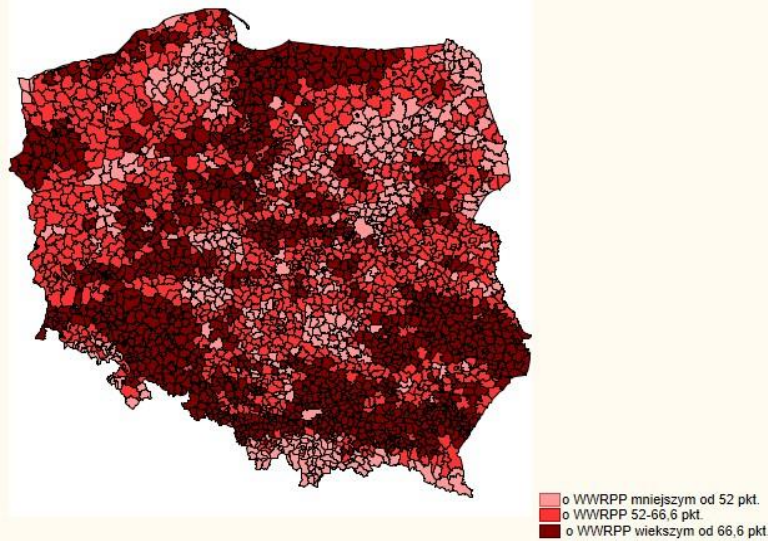 o WWRPP mniejszym od 52 pkt.
o WWRPP 52-66,6 pkt.
o WWRPP wiekszym od 66,6 pkt.